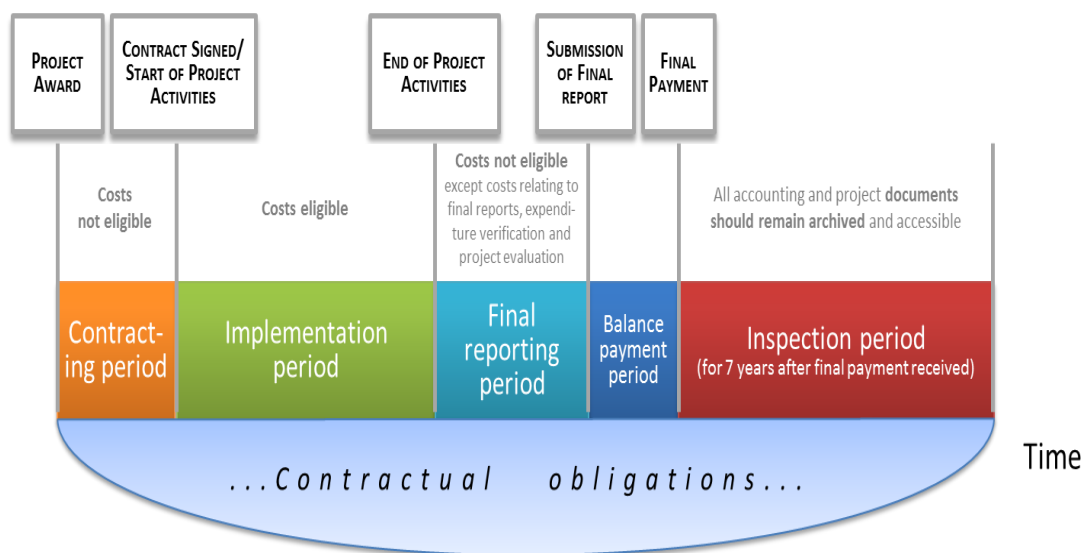 PROJECT
AWARD
CONTRACT SIGNED/
START OF PROJECT
ACTIVITIES
END OF PROJECT
ACTIVITIES
SUBMISSION
OF FINAL
REPORT
FINAL
PAYMENT
Costs
not eligible
Costs eligible
Costs not eligible
except costs relating to
final reports, expendi-
ture verification and
project evaluation
All accounting and project documents
should remain archived and accessible
Contract-
ing period
Implementation
period
Final
reporting
period
Balance
payment
period
Inspection period
(for 7 years after final payment received)
...Contractual obligations...
Time